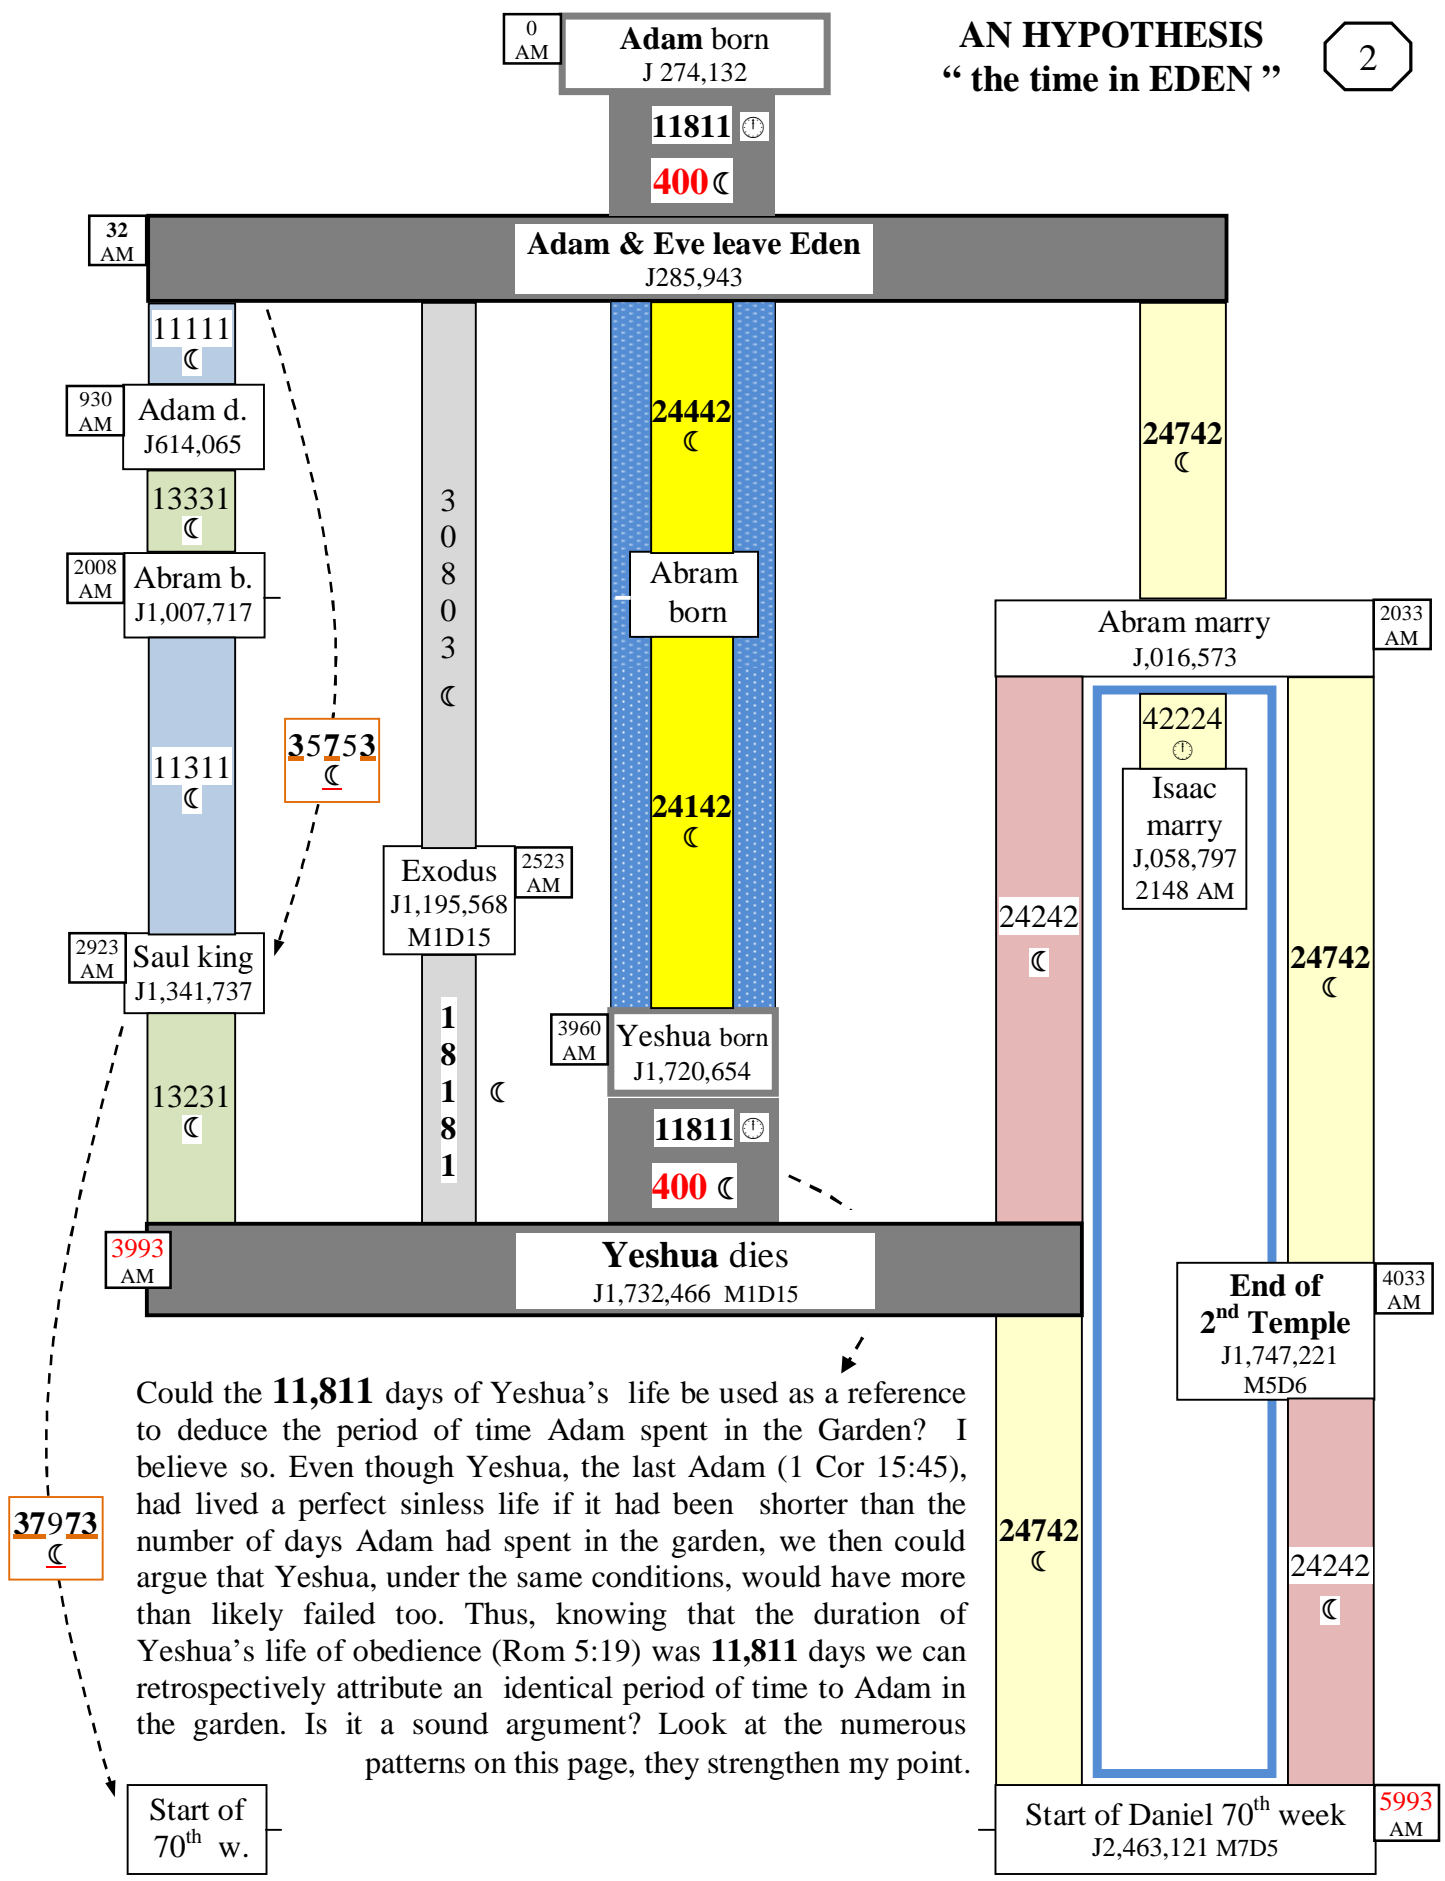 0
AM
Adam born
J 274,132
AN HYPOTHESIS
“ the time in EDEN ”
2
11811
400
32
AM
Adam & Eve leave Eden
J285,943
11111
930
AM
Adam d.
J614,065
13331
2008
AM
Abram b.
J1,007,717
11311
35753
2923
AM
Saul king
J1,341,737
13231
37973
3
0
8
0
3
Exodus
J1,195,568
M1D15
2523
AM
1
8
1
8
1
24442
Abram
born
24142
3960
AM
Yeshua born
J1,720,654
11811
400
24742
Abram marry
J,016,573
2033
AM
42224
Isaac
marry
J,058,797
2148 AM
24242
24742
3993
AM
Yeshua dies
J1,732,466 M1D15
End of
2nd Temple
J1,747,221
M5D6
4033
AM
Could the 11,811 days of Yeshua’s life be used as a reference
to deduce the period of time Adam spent in the Garden? I
believe so. Even though Yeshua, the last Adam (1 Cor 15:45),
had lived a perfect sinless life if it had been shorter than the
number of days Adam had spent in the garden, we then could
argue that Yeshua, under the same conditions, would have more
than likely failed too. Thus, knowing that the duration of
Yeshua’s life of obedience (Rom 5:19) was 11,811 days we can
retrospectively attribute an identical period of time to Adam in
the garden. Is it a sound argument? Look at the numerous
patterns on this page, they strengthen my point.
24742
24242
Start of
70th w.
Start of Daniel 70th week
J2,463,121 M7D5
5993
AM